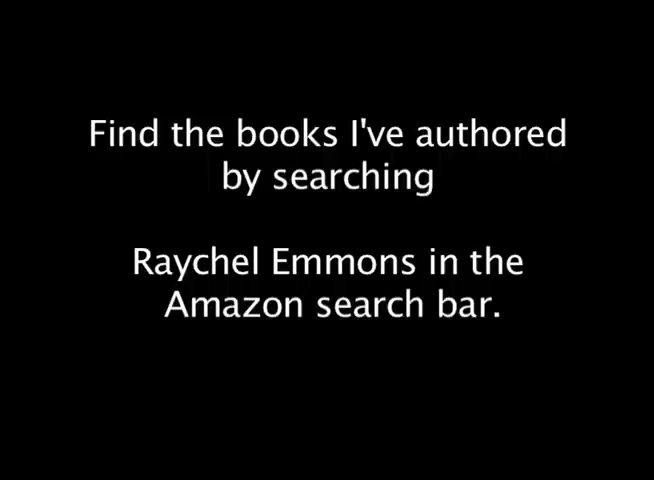 Find the books I've authored
by searching
Raychel Emmons in the
Amazon search bar.